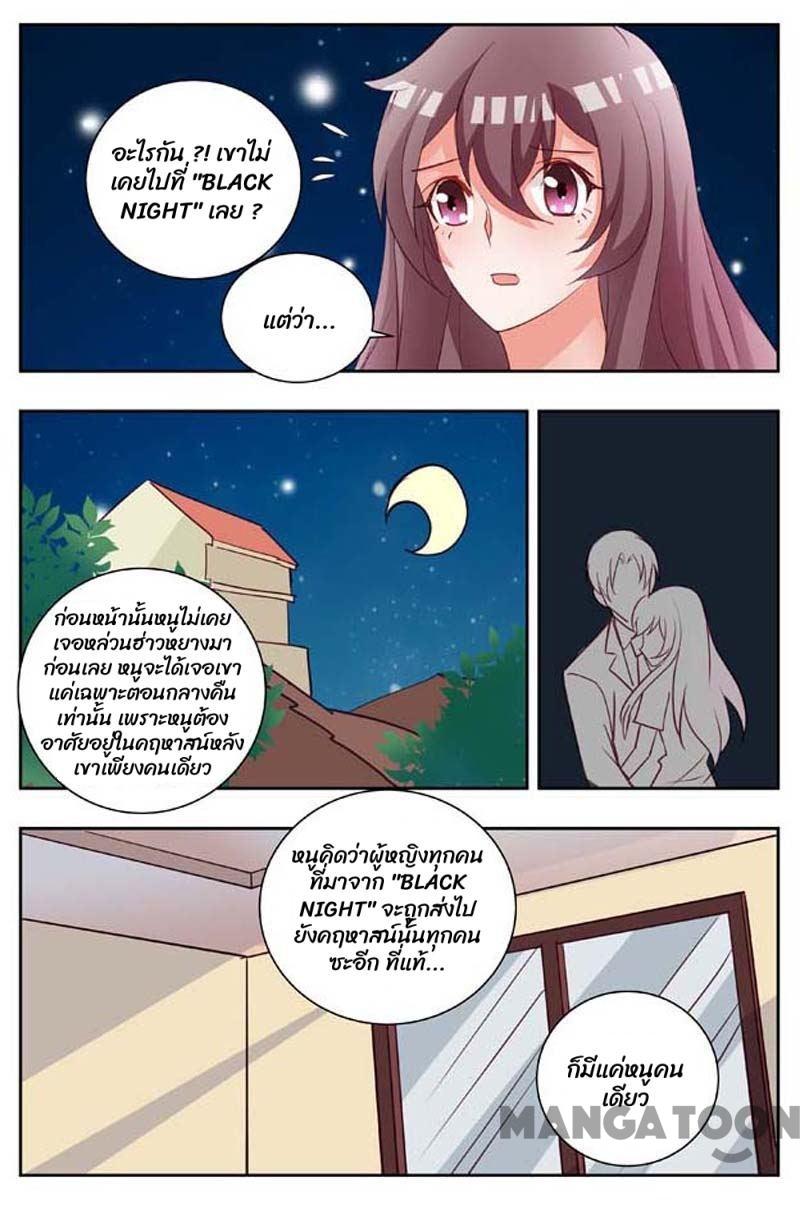 อะไรกัน ?! เขาไม่
เคยไปที่ "BLACK
NIGHT" เลย ?
แต่ว่า...
ก่อนหน้านั้นหนูไม่เคย
เจอหล่วนฮ่าวหยางมา
ก่อนเลย หนูจะได้เจอเขา
แค่เฉพาะตอนกลางคืน
เท่านั้น เพราะหนูต้อง
อาศัยอยู่ในคฤหาสน์หลัง
เขาเพียงคนเดียว
หนูคิดว่าผู้หญิงทุกคน
ที่มาจาก "BLACK
NIGHT" จะถูกส่งไป
ยังคฤหาสน์นั้นทุกคน
ซะอีก ที่แท้...
ก็มีแค่หนูคน
เดียว
MANGATOON